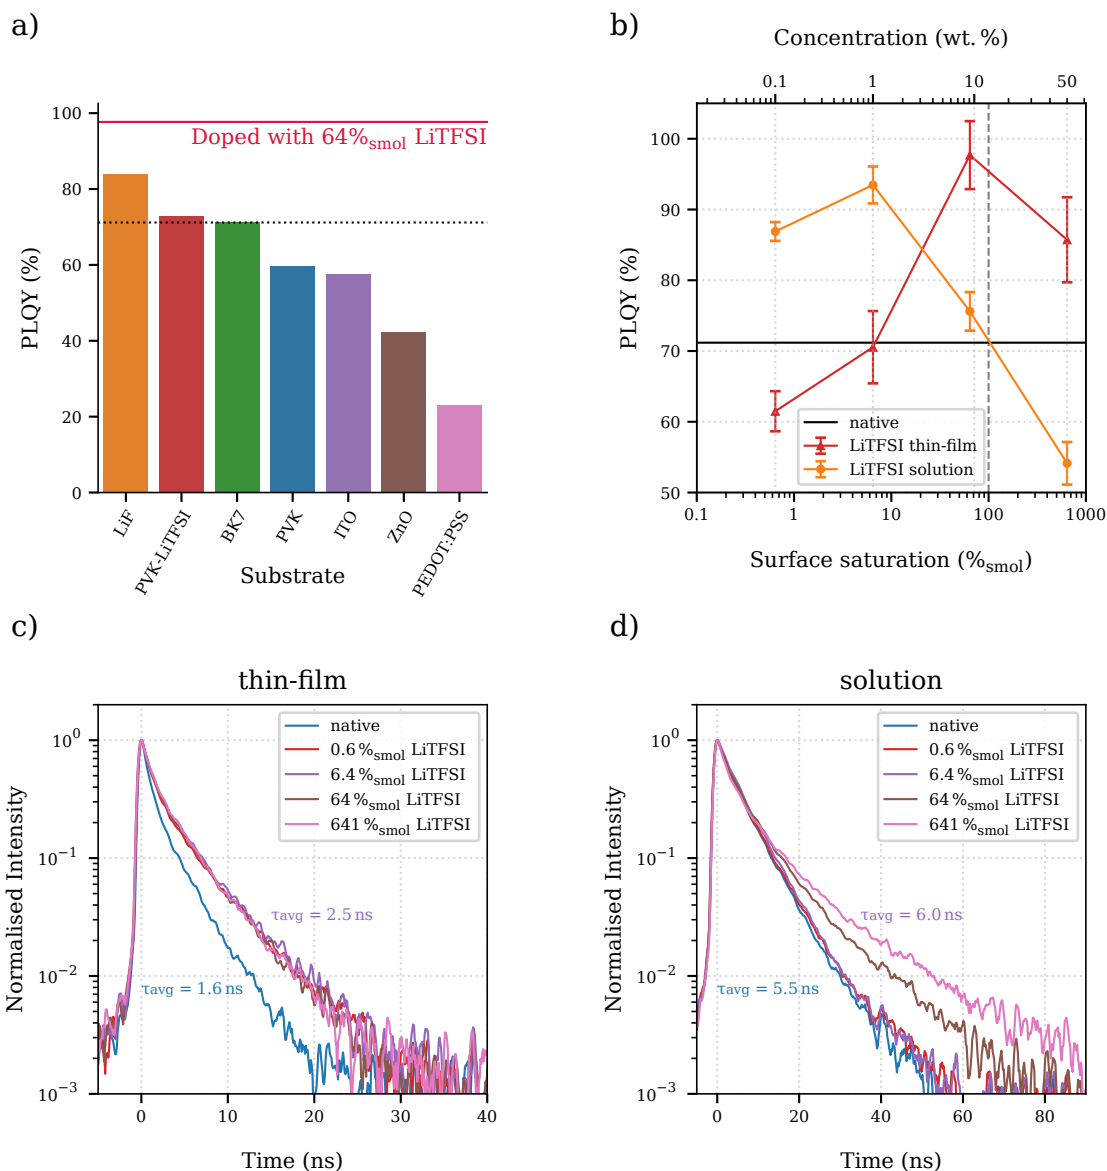 a)
100
80
60
40
20
0
PLQY (%)
Doped with 64%smol LiTFSI
LiF
PVK-LiTFSI
BK7
PVK
ITO
ZnO
PEDOT:PSS
Substrate
b)
Concentration (wt. %)
0.1 1 10 50
100
90
80
70
60
50
PLQY (%)
native
LiTFSI thin-film
LiTFSI solution
0.1 1 10 100 1000
Surface saturation (%smol)
c)
thin-film
10⁰
10⁻¹
10⁻²
10⁻³
Normalised Intensity
native
0.6 %smol LiTFSI
6.4 %smol LiTFSI
64 %smol LiTFSI
641 %smol LiTFSI
τavg = 2.5 ns
τavg = 1.6 ns
0 10 20 30 40
Time (ns)
d)
solution
10⁰
10⁻¹
10⁻²
10⁻³
Normalised Intensity
native
0.6 %smol LiTFSI
6.4 %smol LiTFSI
64 %smol LiTFSI
641 %smol LiTFSI
τavg = 6.0 ns
τavg = 5.5 ns
0 20 40 60 80
Time (ns)